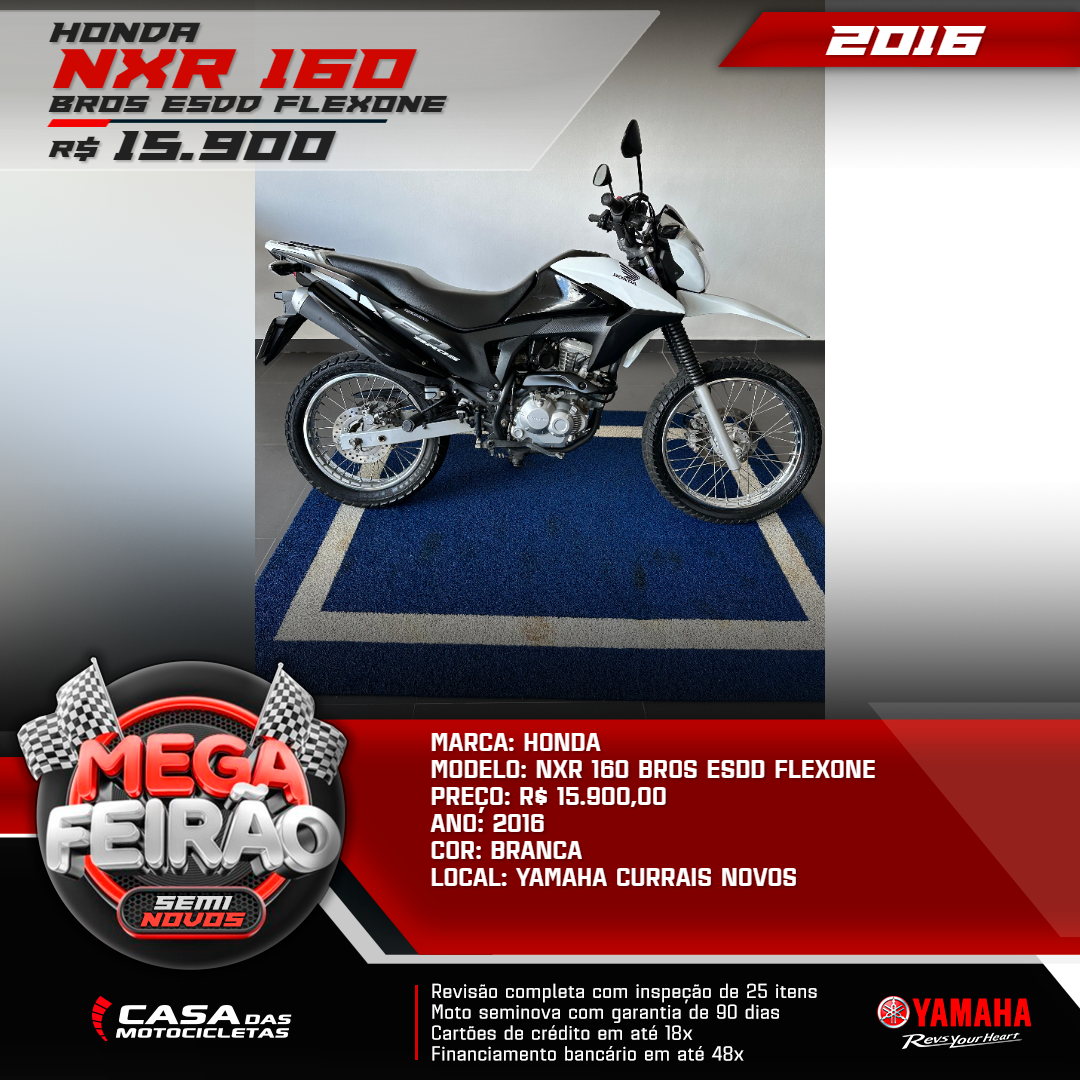 HONDA
NXR 160
BROS ESDD FLEXONE
R$ 15.900
2016
HONDA
160
BROS
MEGA
FEIRÃO
SEMI
NOVOS
MARCA: HONDA
MODELO: NXR 160 BROS ESDD FLEXONE
PREÇO: R$ 15.900,00
ANO: 2016
COR: BRANCA
LOCAL: YAMAHA CURRAIS NOVOS
CASA DAS
MOTOCICLETAS
Revisão completa com inspeção de 25 itens
Moto seminova com garantia de 90 dias
Cartões de crédito em até 18x
Financiamento bancário em até 48x
YAMAHA
Revs Your Heart